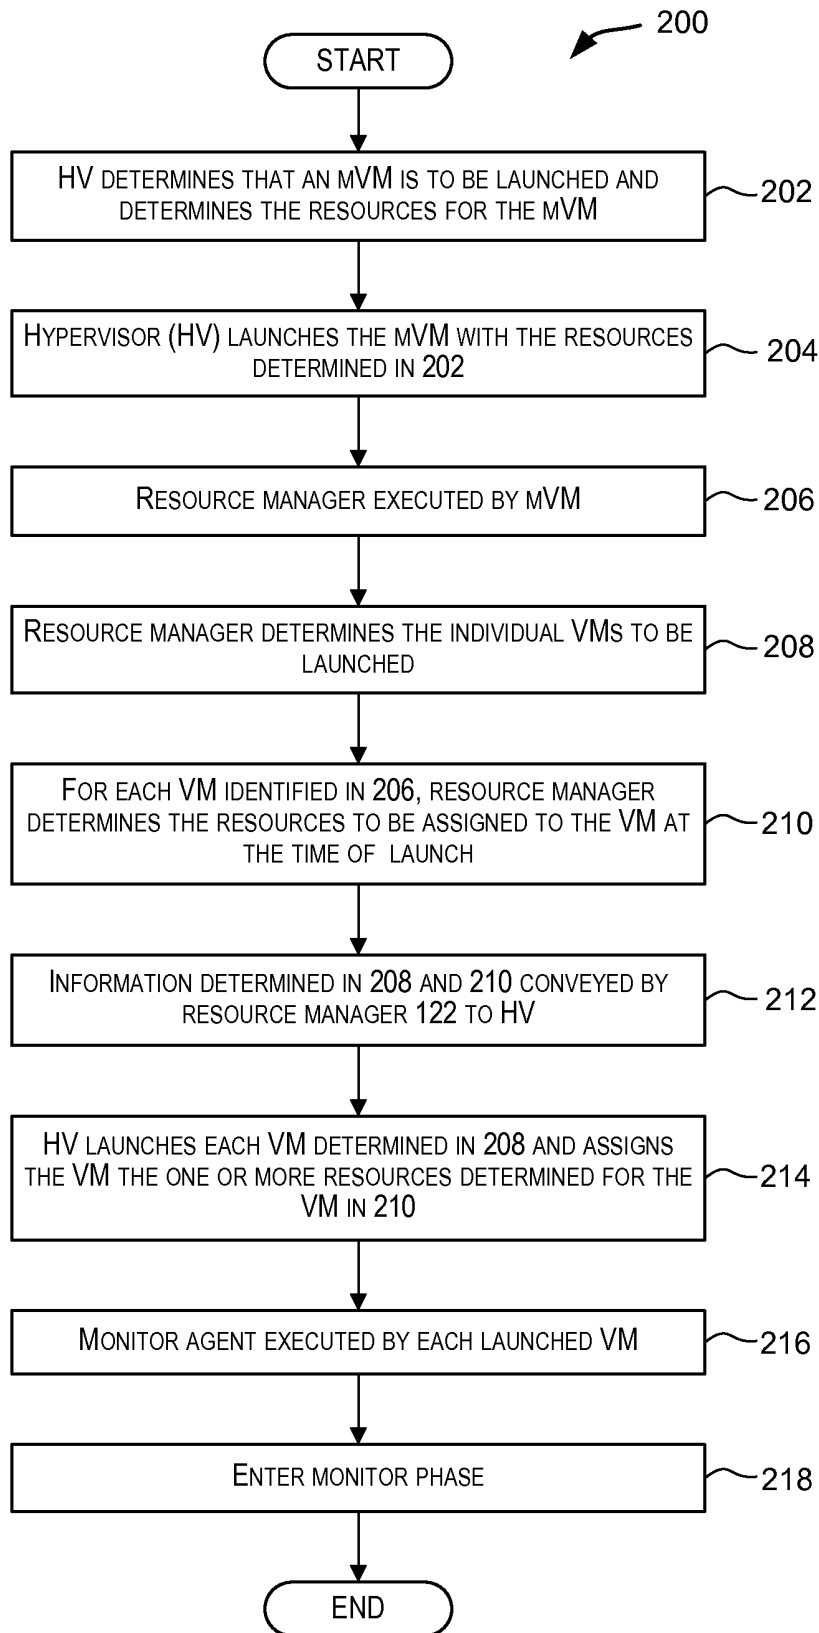 200
START
HV DETERMINES THAT AN MVM IS TO BE LAUNCHED AND
DETERMINES THE RESOURCES FOR THE MVM
202
HYPERVISOR (HV) LAUNCHES THE MVM WITH THE RESOURCES
DETERMINED IN 202
204
RESOURCE MANAGER EXECUTED BY MVM
206
RESOURCE MANAGER DETERMINES THE INDIVIDUAL VMS TO BE
LAUNCHED
208
FOR EACH VM IDENTIFIED IN 206, RESOURCE MANAGER
DETERMINES THE RESOURCES TO BE ASSIGNED TO THE VM AT
THE TIME OF LAUNCH
210
INFORMATION DETERMINED IN 208 AND 210 CONVEYED BY
RESOURCE MANAGER 122 TO HV
212
HV LAUNCHES EACH VM DETERMINED IN 208 AND ASSIGNS
THE VM THE ONE OR MORE RESOURCES DETERMINED FOR THE
VM IN 210
214
MONITOR AGENT EXECUTED BY EACH LAUNCHED VM
216
ENTER MONITOR PHASE
218
END